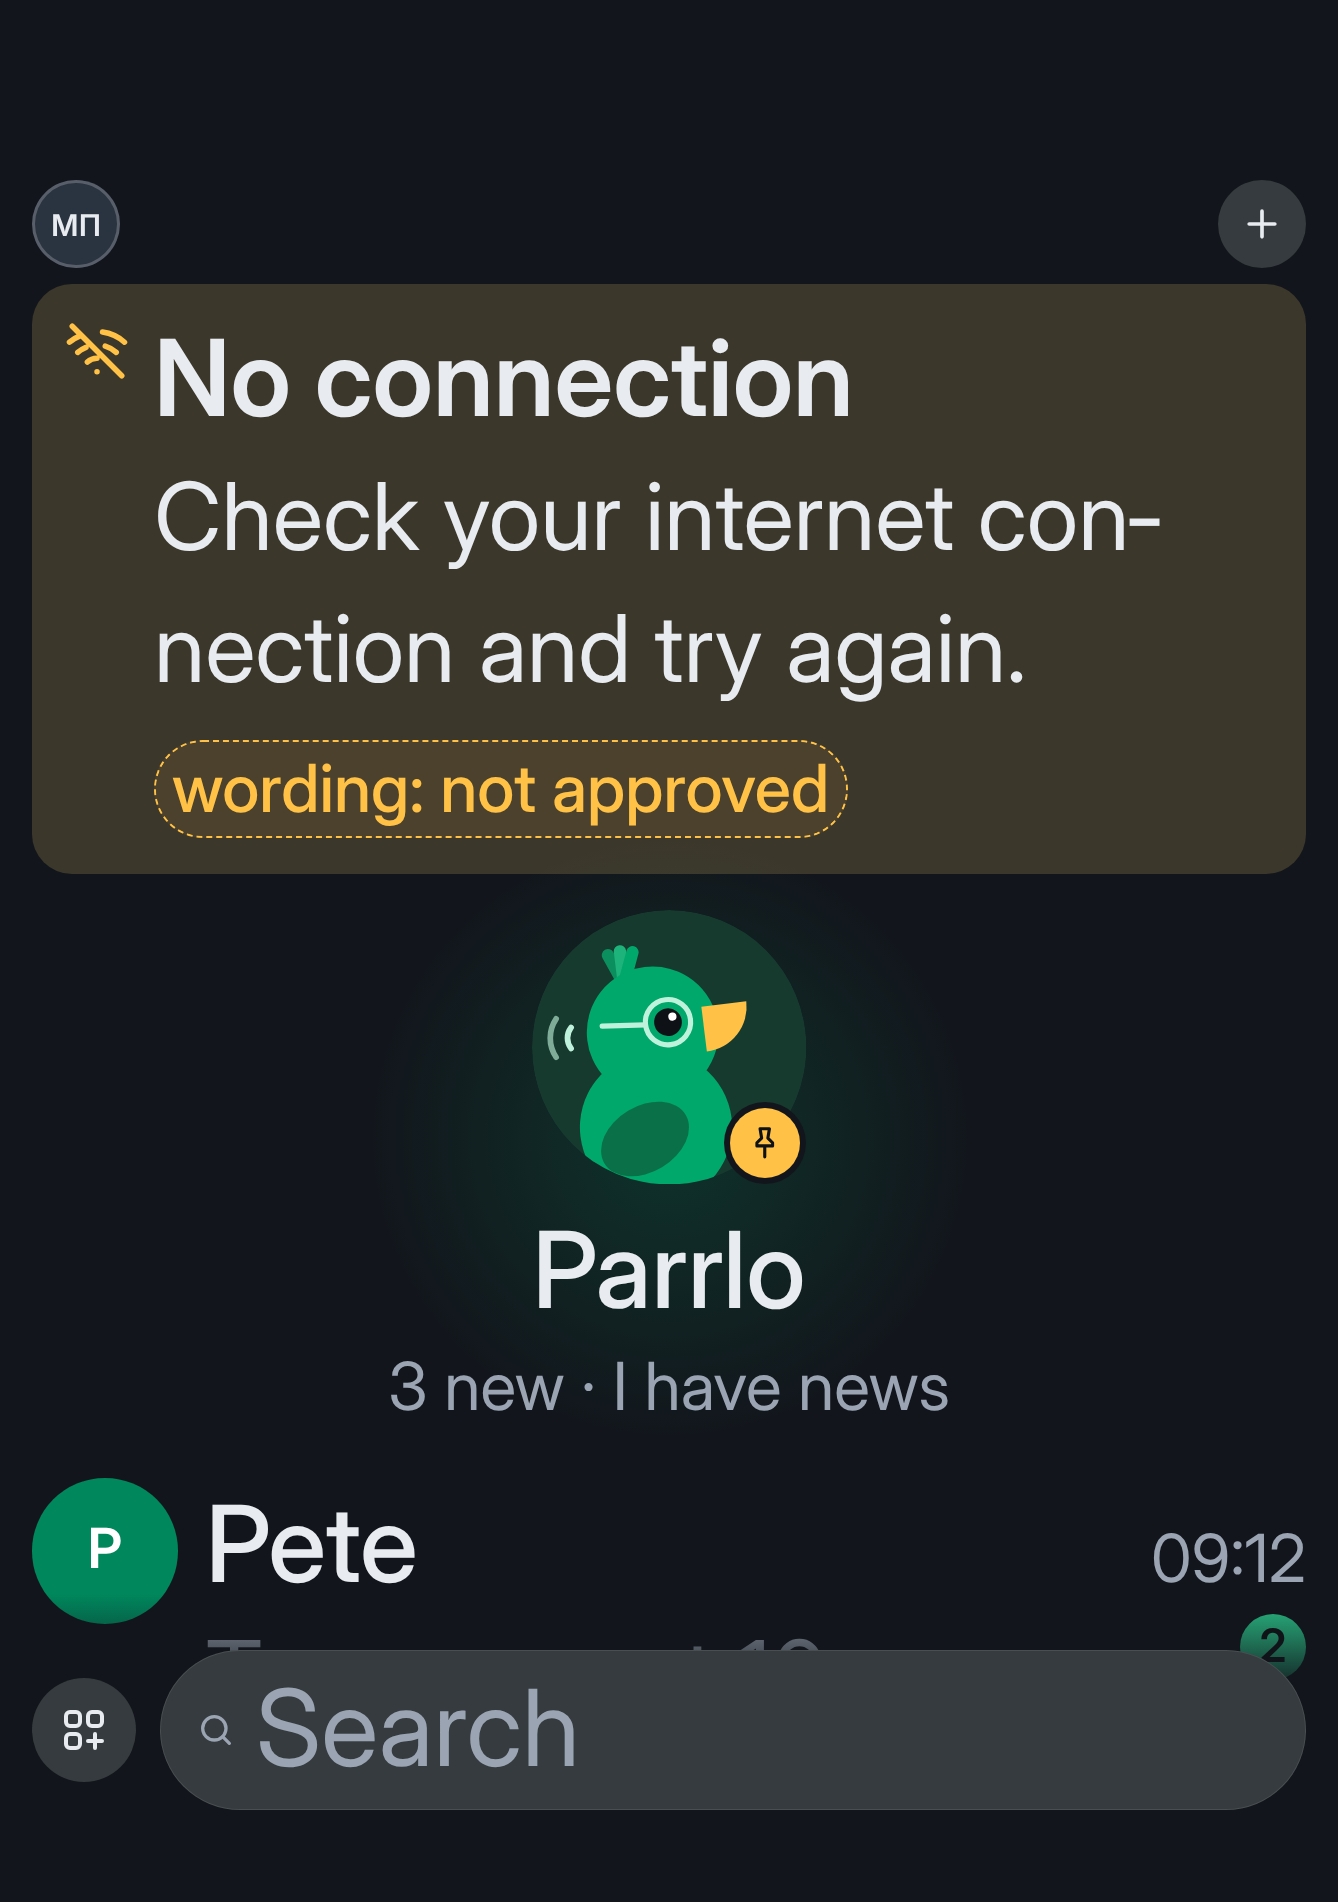 МП
No connection
Check your internet con-
nection and try again.
wording: not approved
Parrlo
3 new · I have news
P
Pete
09:12
2
Search